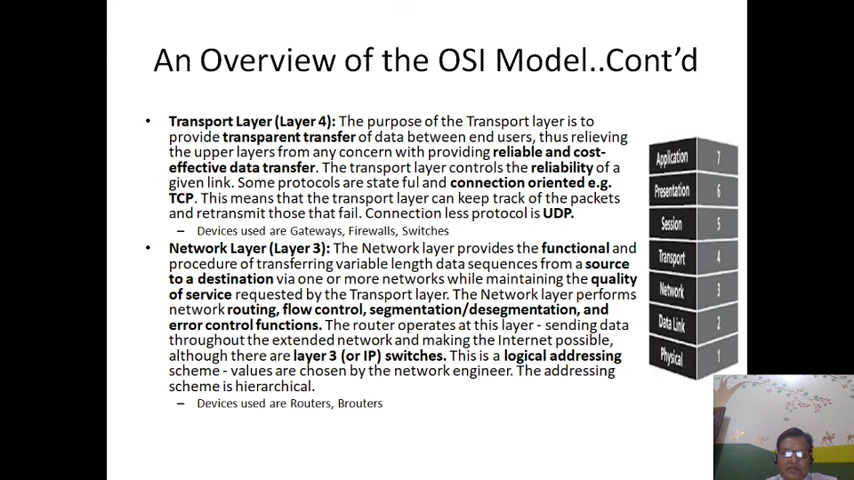 An Overview of the OSI Model..Cont'd
• Transport Layer (Layer 4): The purpose of the Transport layer is to
provide transparent transfer of data between end users, thus relieving
the upper layers from any concern with providing reliable and cost-
effective data transfer. The transport layer controls the reliability of a
given link. Some protocols are state ful and connection oriented e.g.
TCP. This means that the transport layer can keep track of the packets
and retransmit those that fail. Connection less protocol is UDP.
– Devices used are Gateways, Firewalls, Switches
• Network Layer (Layer 3): The Network layer provides the functional and
procedure of transferring variable length data sequences from a source
to a destination via one or more networks while maintaining the quality
of service requested by the Transport layer. The Network layer performs
network routing, flow control, segmentation/desegmentation, and
error control functions. The router operates at this layer - sending data
throughout the extended network and making the Internet possible,
although there are layer 3 (or IP) switches. This is a logical addressing
scheme - values are chosen by the network engineer. The addressing
scheme is hierarchical.
– Devices used are Routers, Brouters
Application 7
Presentation 6
Session 5
Transport 4
Network 3
Data Link 2
Physical 1